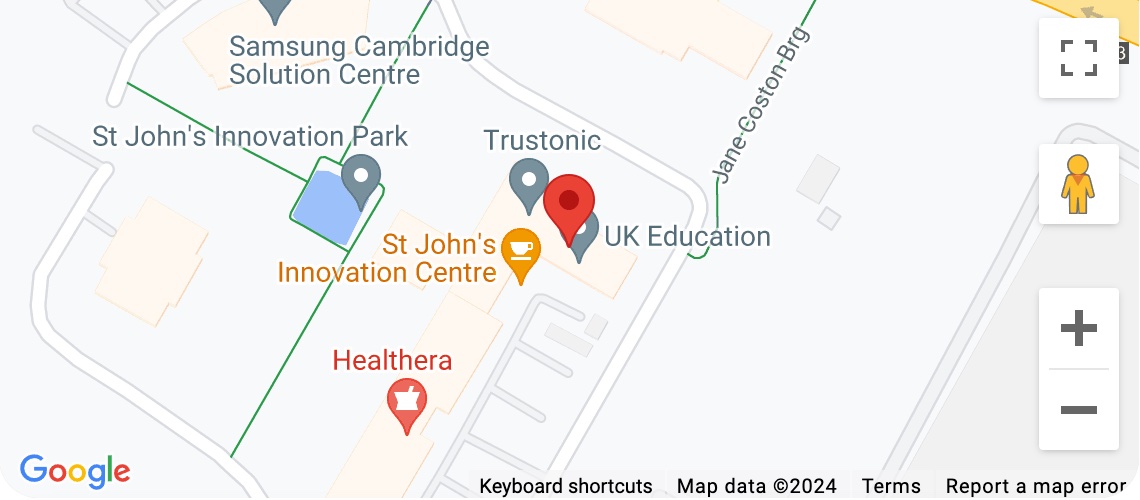 Samsung Cambridge
Solution Centre
3
St John's Innovation Park
Trustonic
Jane Coston Brg
St John's
Innovation Centre
UK Education
Healthera
Google
Keyboard shortcuts
Map data ©2024
Terms
Report a map error